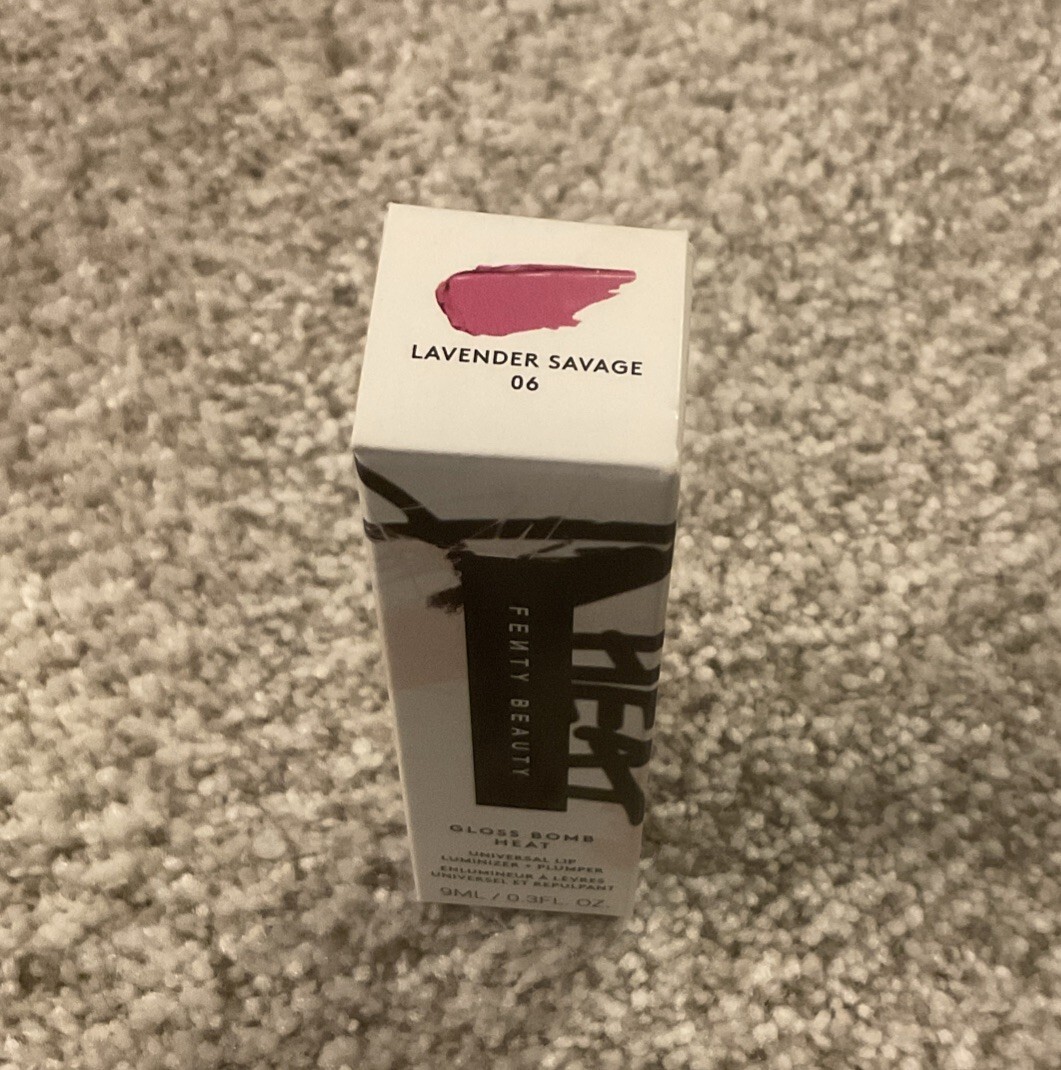 LAVENDER SAVAGE
06
FENTY BEAUTY
HEAT
GLOSS BOMB
HEAT
UNIVERSAL LIP
LUMINIZER + PLUMPER
ENLUMINEUR À LÈVRES
UNIVERSEL ET REPULPANT
9ML / 0.3FL. OZ.